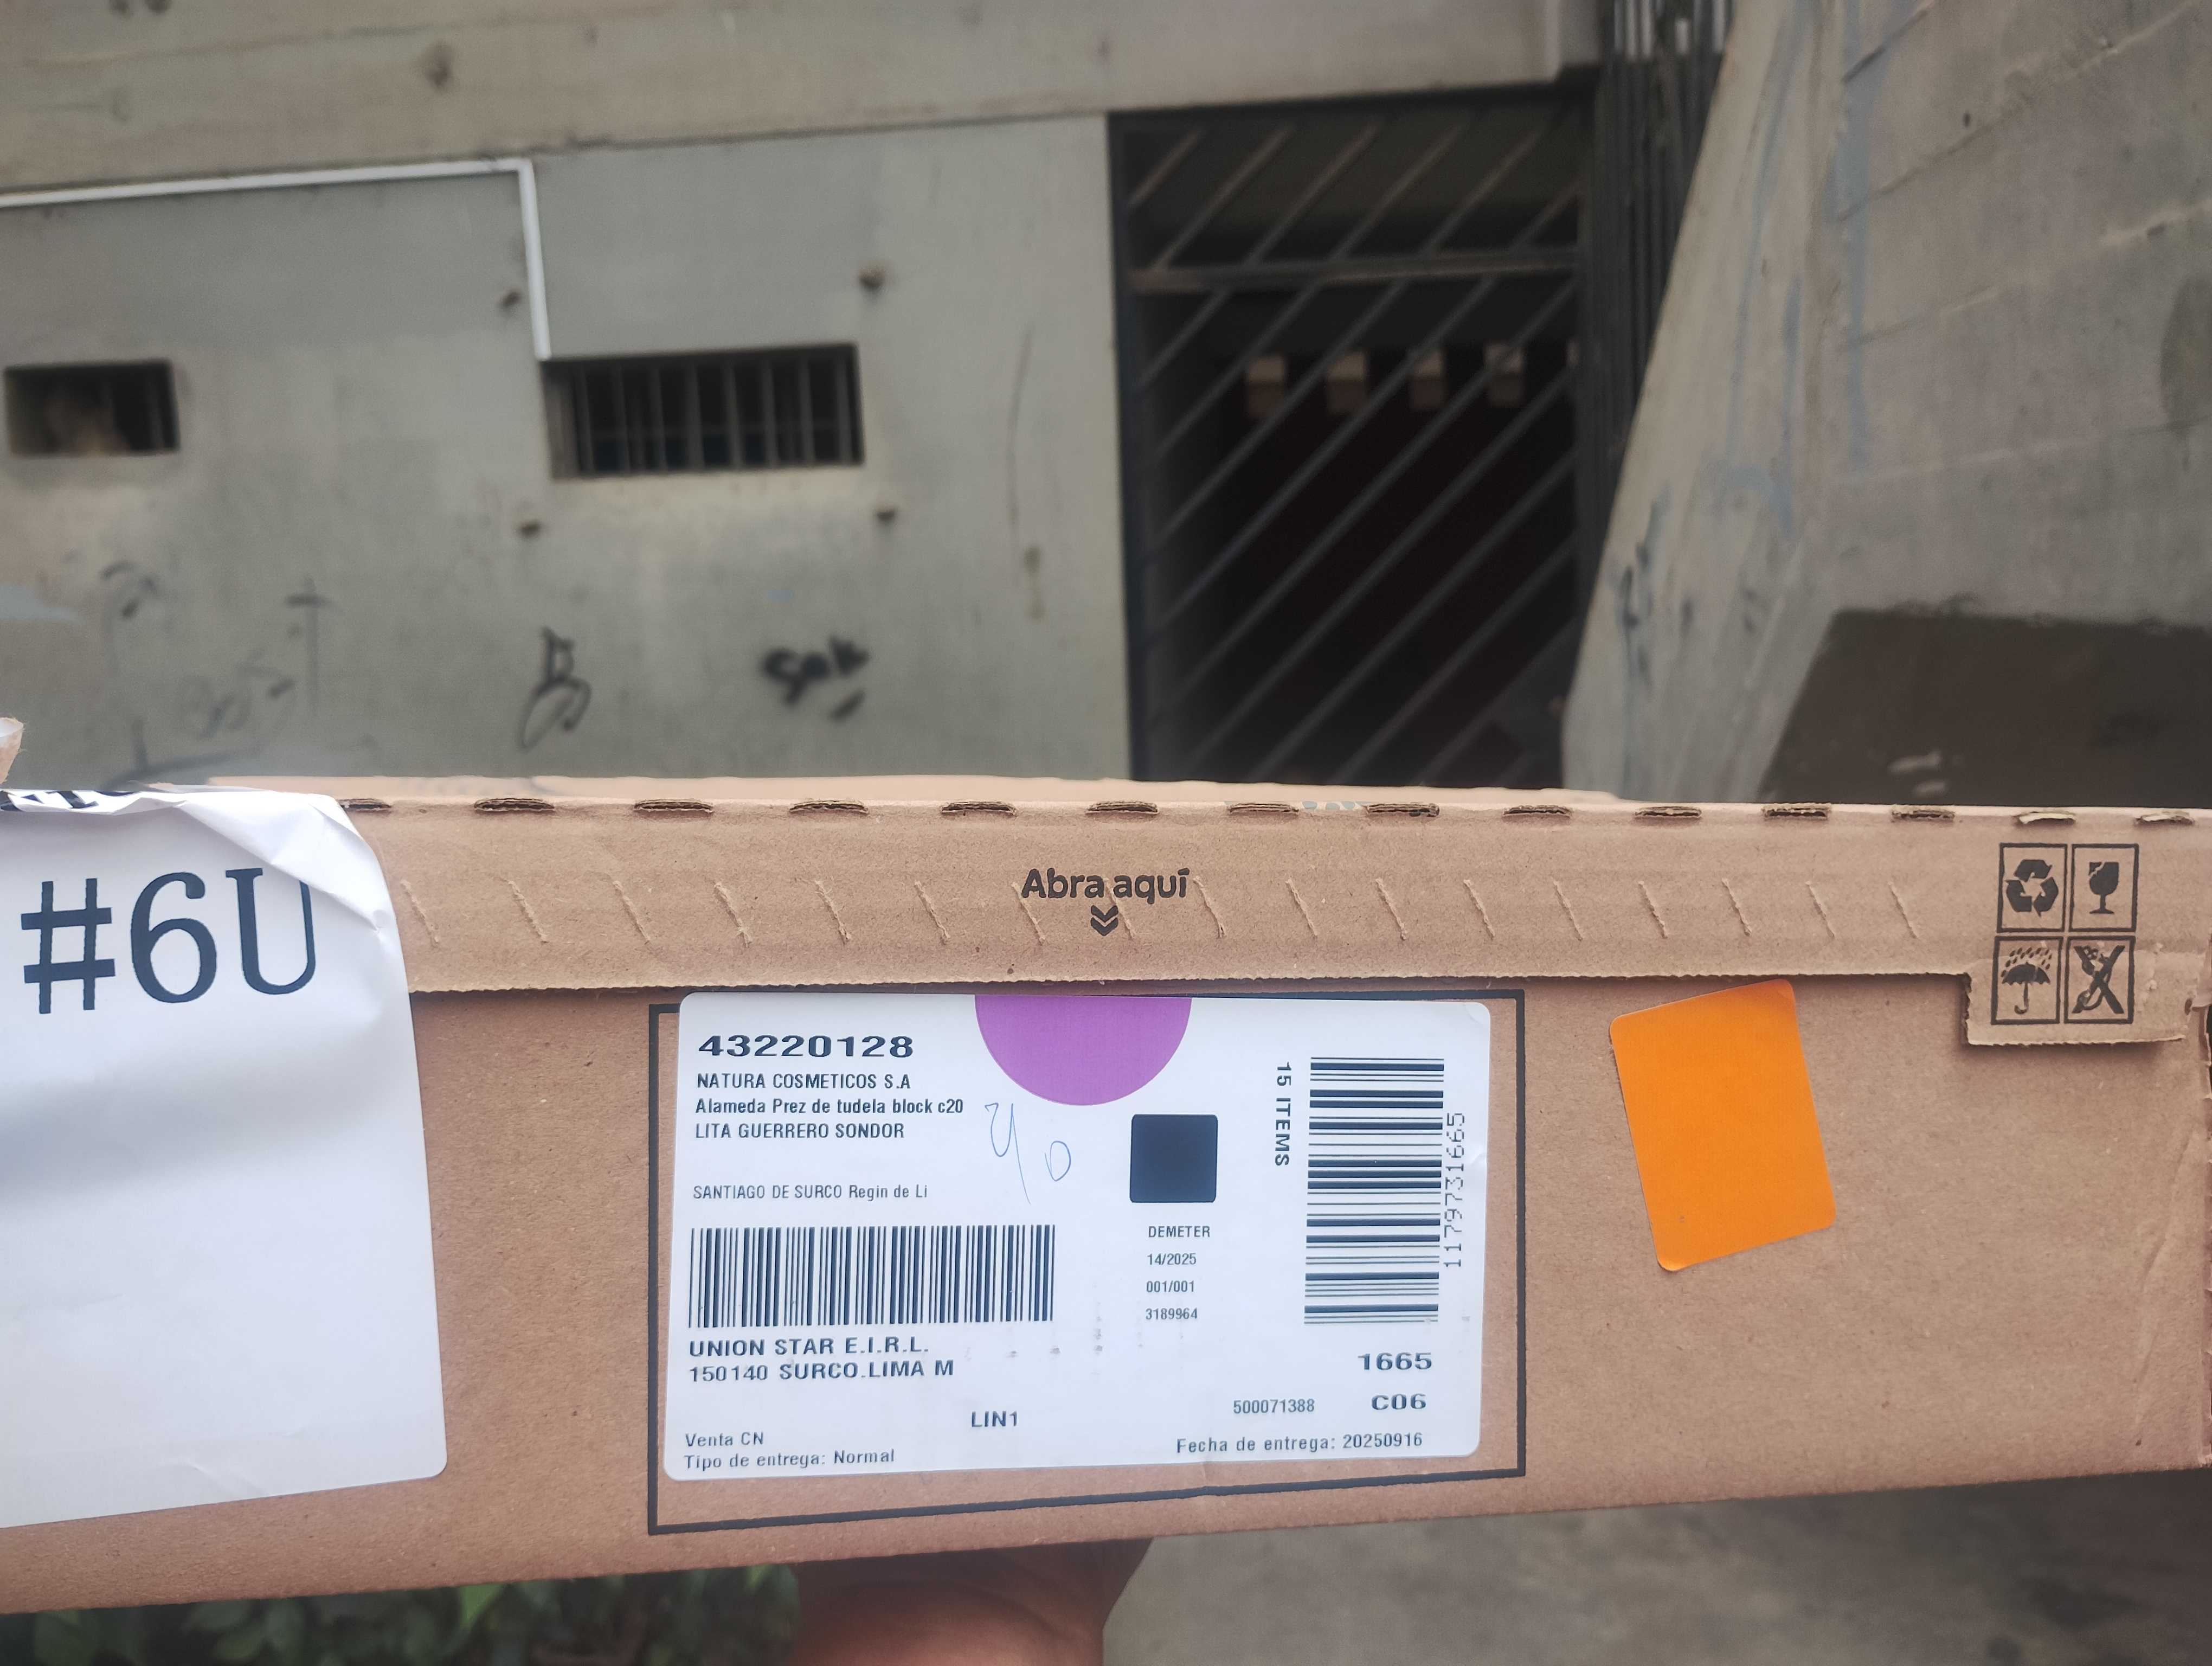 Sek
#6U
Abra aquí
43220128
NATURA COSMETICOS S.A
Alameda Prez de tudela block c20
LITA GUERRERO SONDOR
SANTIAGO DE SURCO Regin de Li
UNION STAR E.I.R.L.
150140 SURCO.LIMA M
LIN1
Venta CN
Tipo de entrega: Normal
DEMETER
14/2025
001/001
3189964
15 ITEMS
1179731665
1665
500071388
C06
Fecha de entrega: 20250916